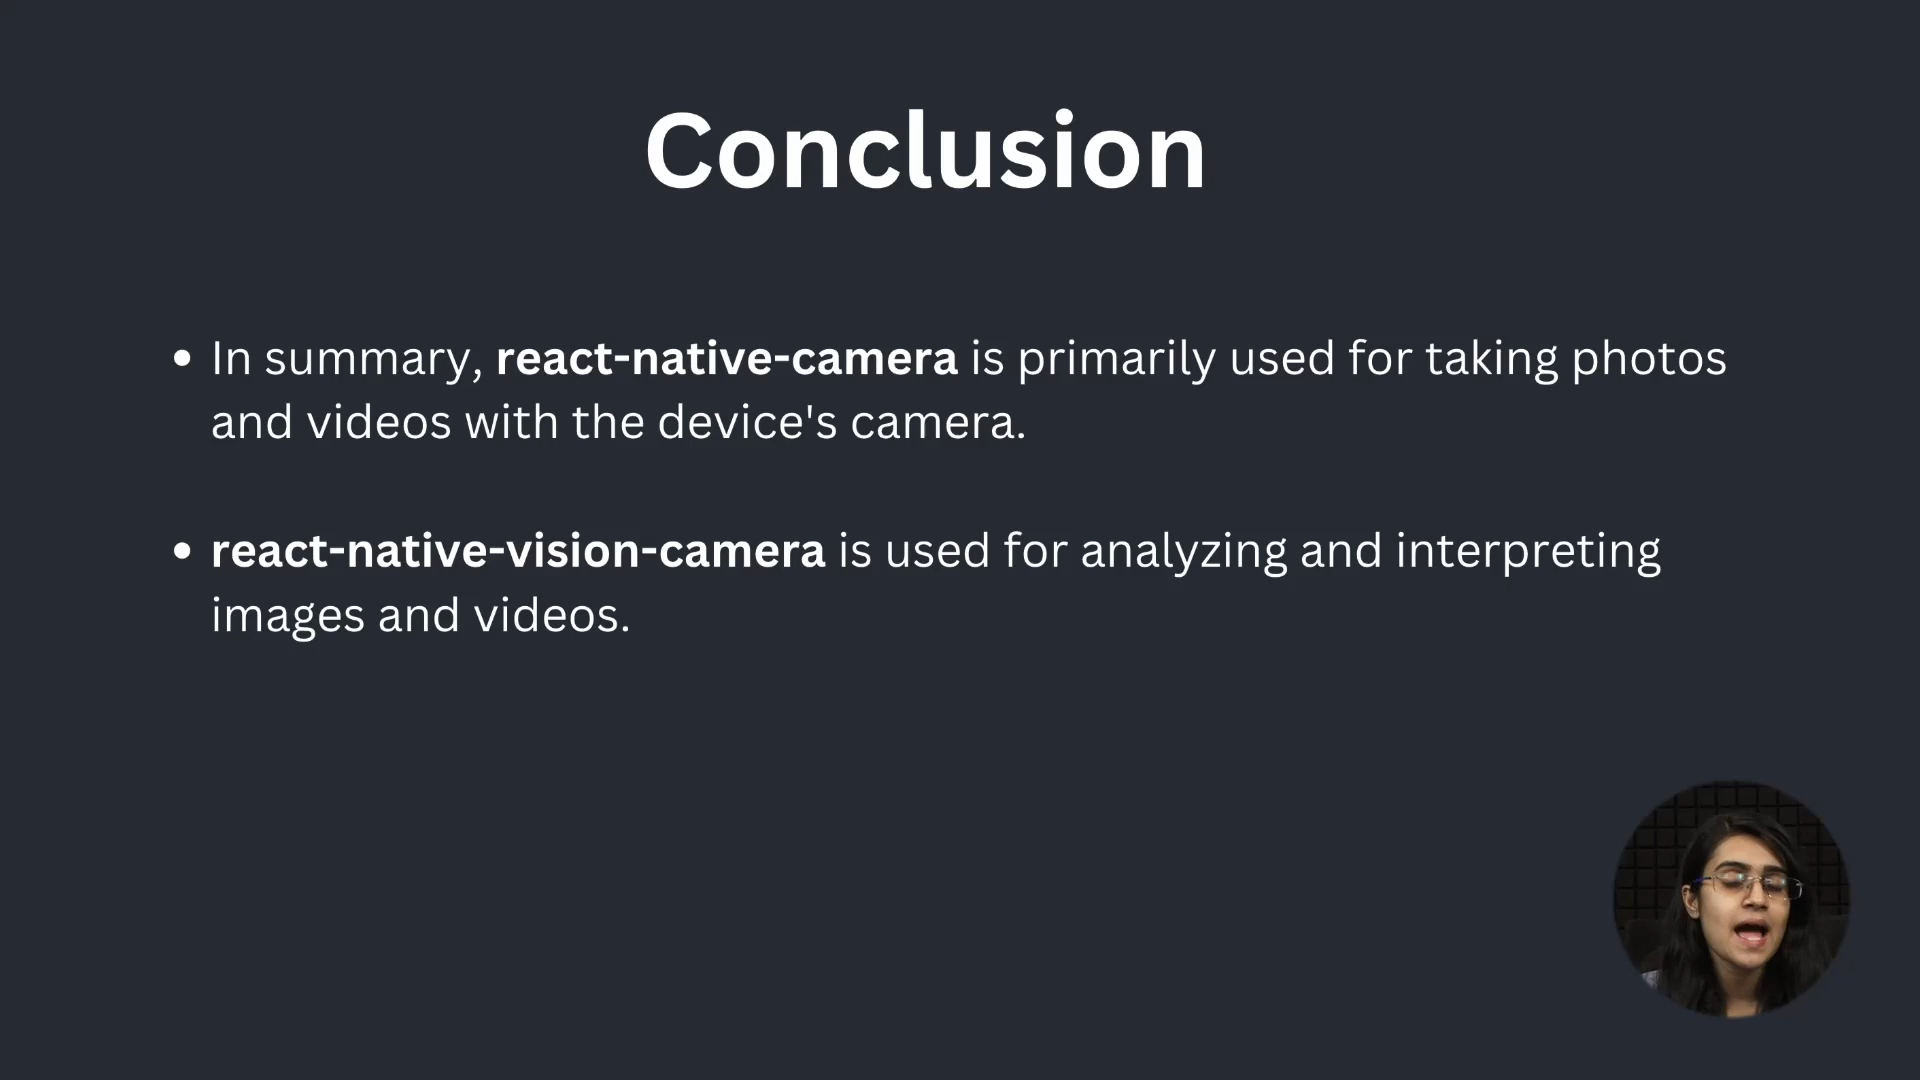 Conclusion
• In summary, react-native-camera is primarily used for taking photos
and videos with the device's camera.
• react-native-vision-camera is used for analyzing and interpreting
images and videos.